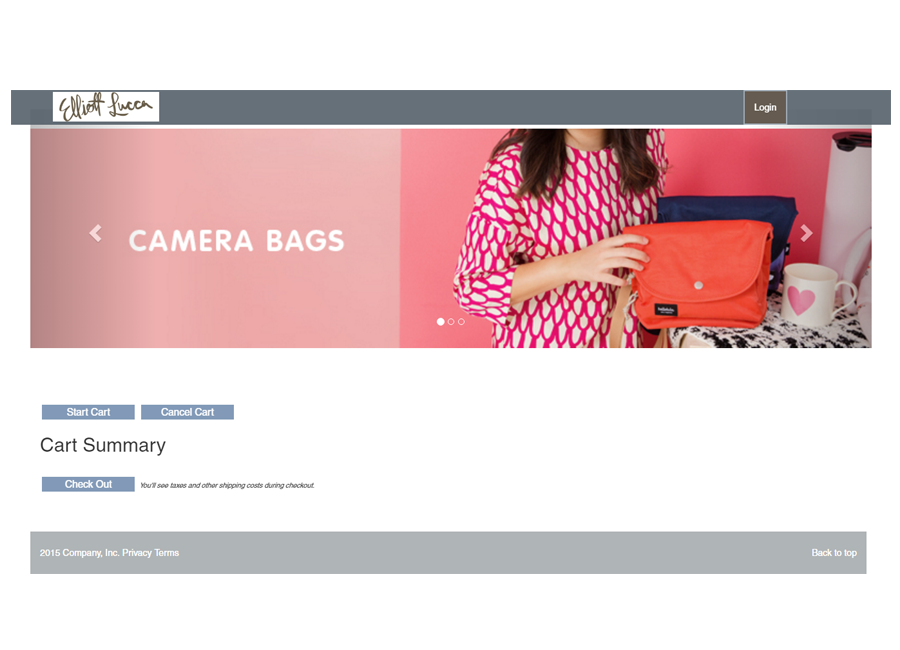 Elliott Lucca
Login
CAMERA BAGS
Start Cart
Cancel Cart
Cart Summary
Check Out
You'll see taxes and other shipping costs during checkout.
2015 Company, Inc. Privacy Terms
Back to top